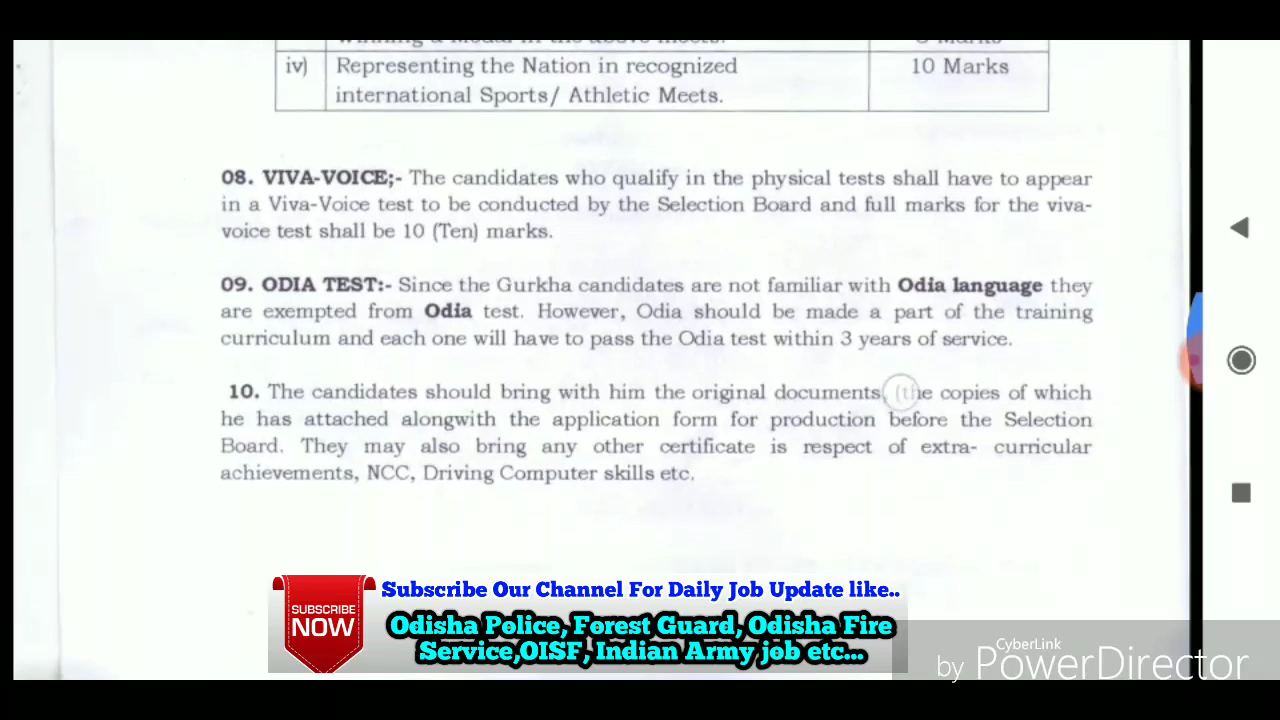 winning a Medal in the above meets.
iv) Representing the Nation in recognized 10 Marks
international Sports/ Athletic Meets.
08. VIVA-VOICE;- The candidates who qualify in the physical tests shall have to appear
in a Viva-Voice test to be conducted by the Selection Board and full marks for the viva-
voice test shall be 10 (Ten) marks.
09. ODIA TEST:- Since the Gurkha candidates are not familiar with Odia language they
are exempted from Odia test. However, Odia should be made a part of the training
curriculum and each one will have to pass the Odia test within 3 years of service.
10. The candidates should bring with him the original documents, (the copies of which
he has attached alongwith the application form for production before the Selection
Board. They may also bring any other certificate is respect of extra- curricular
achievements, NCC, Driving Computer skills etc.
SUBSCRIBE
NOW
Subscribe Our Channel For Daily Job Update like..
Odisha Police, Forest Guard, Odisha Fire
Service,OISF, Indian Army job etc...
CyberLink
by PowerDirector